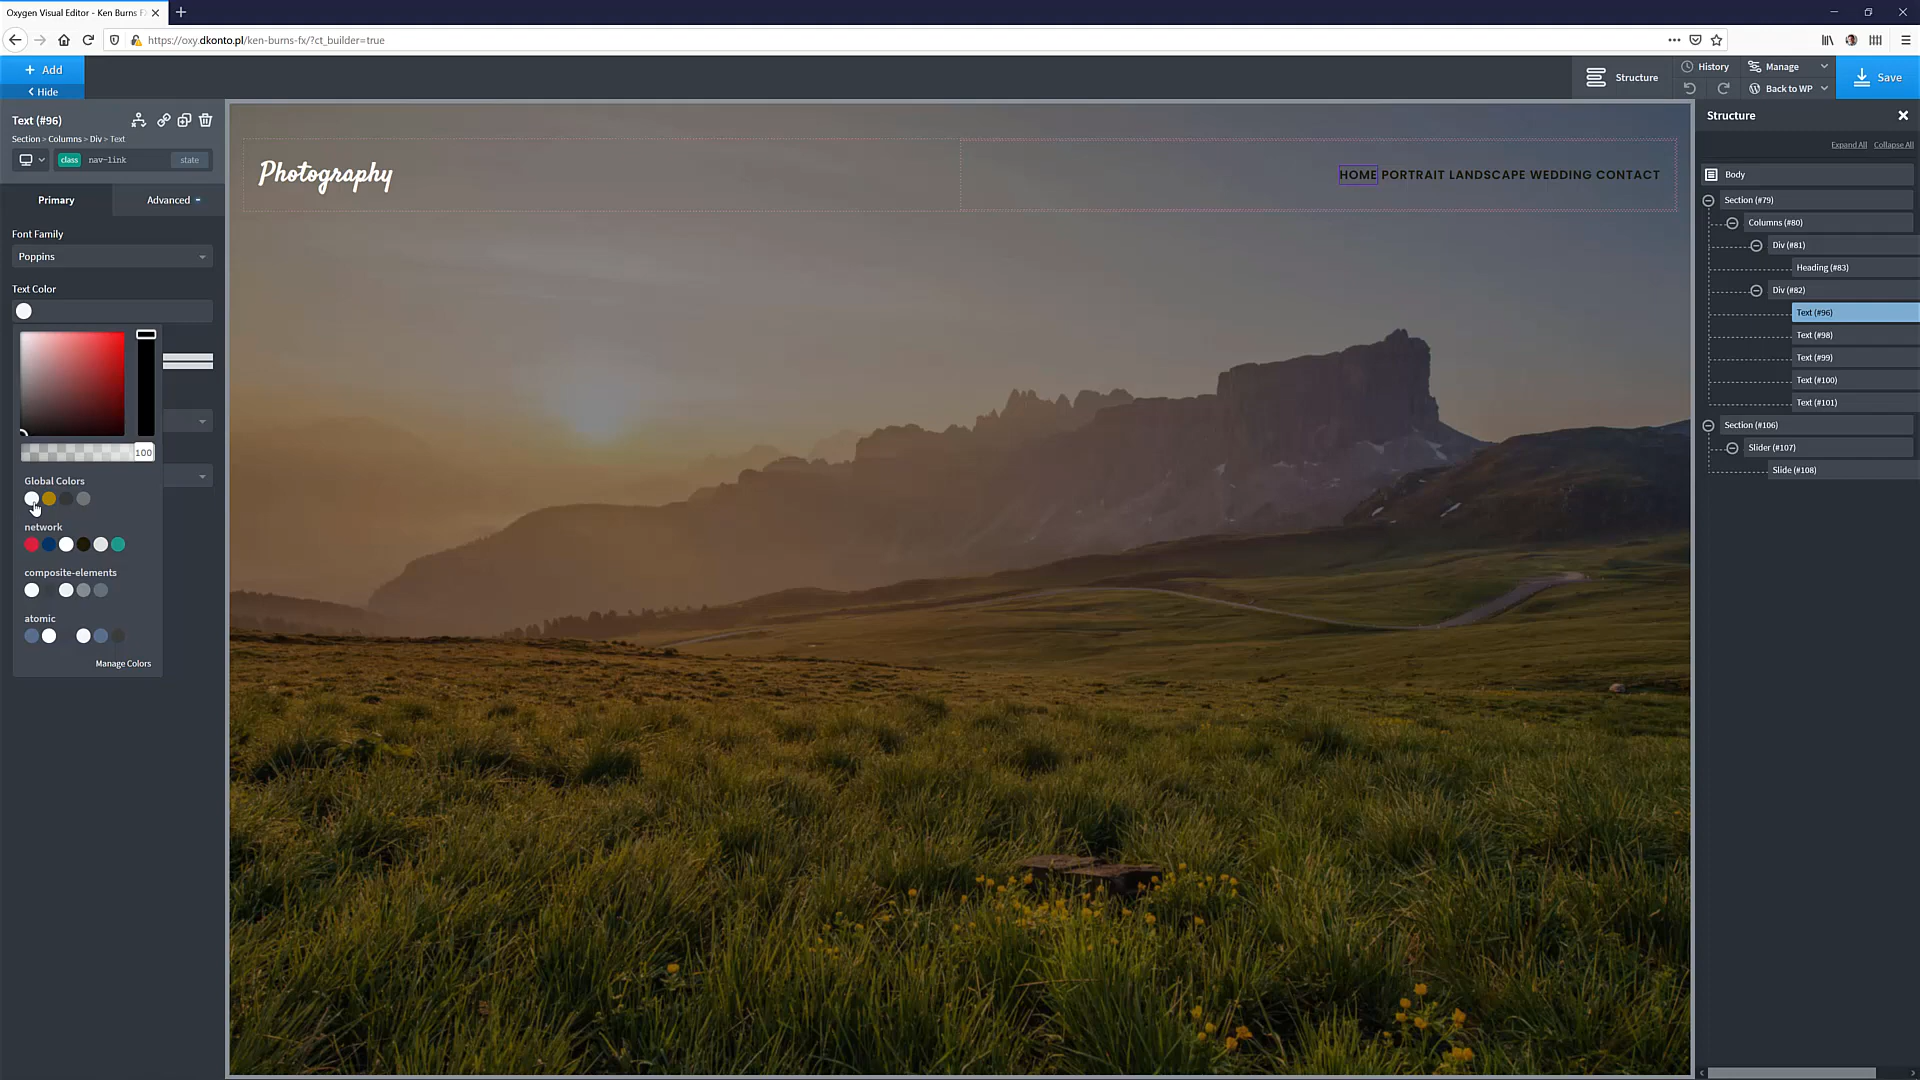 Oxygen Visual Editor - Ken Burns F
https://oxy.dkonto.pl/ken-burns-fx/?ct_builder=true
+ Add
Hide
Structure
History
Manage
Back to WP
Save
Text (#96)
Section > Columns > Div > Text
class
nav-link
state
Primary
Advanced
Font Family
Poppins
Text Color
100
Global Colors
network
composite-elements
atomic
Manage Colors
Photography
HOME PORTRAIT LANDSCAPE WEDDING CONTACT
Structure
Expand All
Collapse All
Body
Section (#79)
Columns (#80)
Div (#81)
Heading (#83)
Div (#82)
Text (#96)
Text (#98)
Text (#99)
Text (#100)
Text (#101)
Section (#106)
Slider (#107)
Slide (#108)